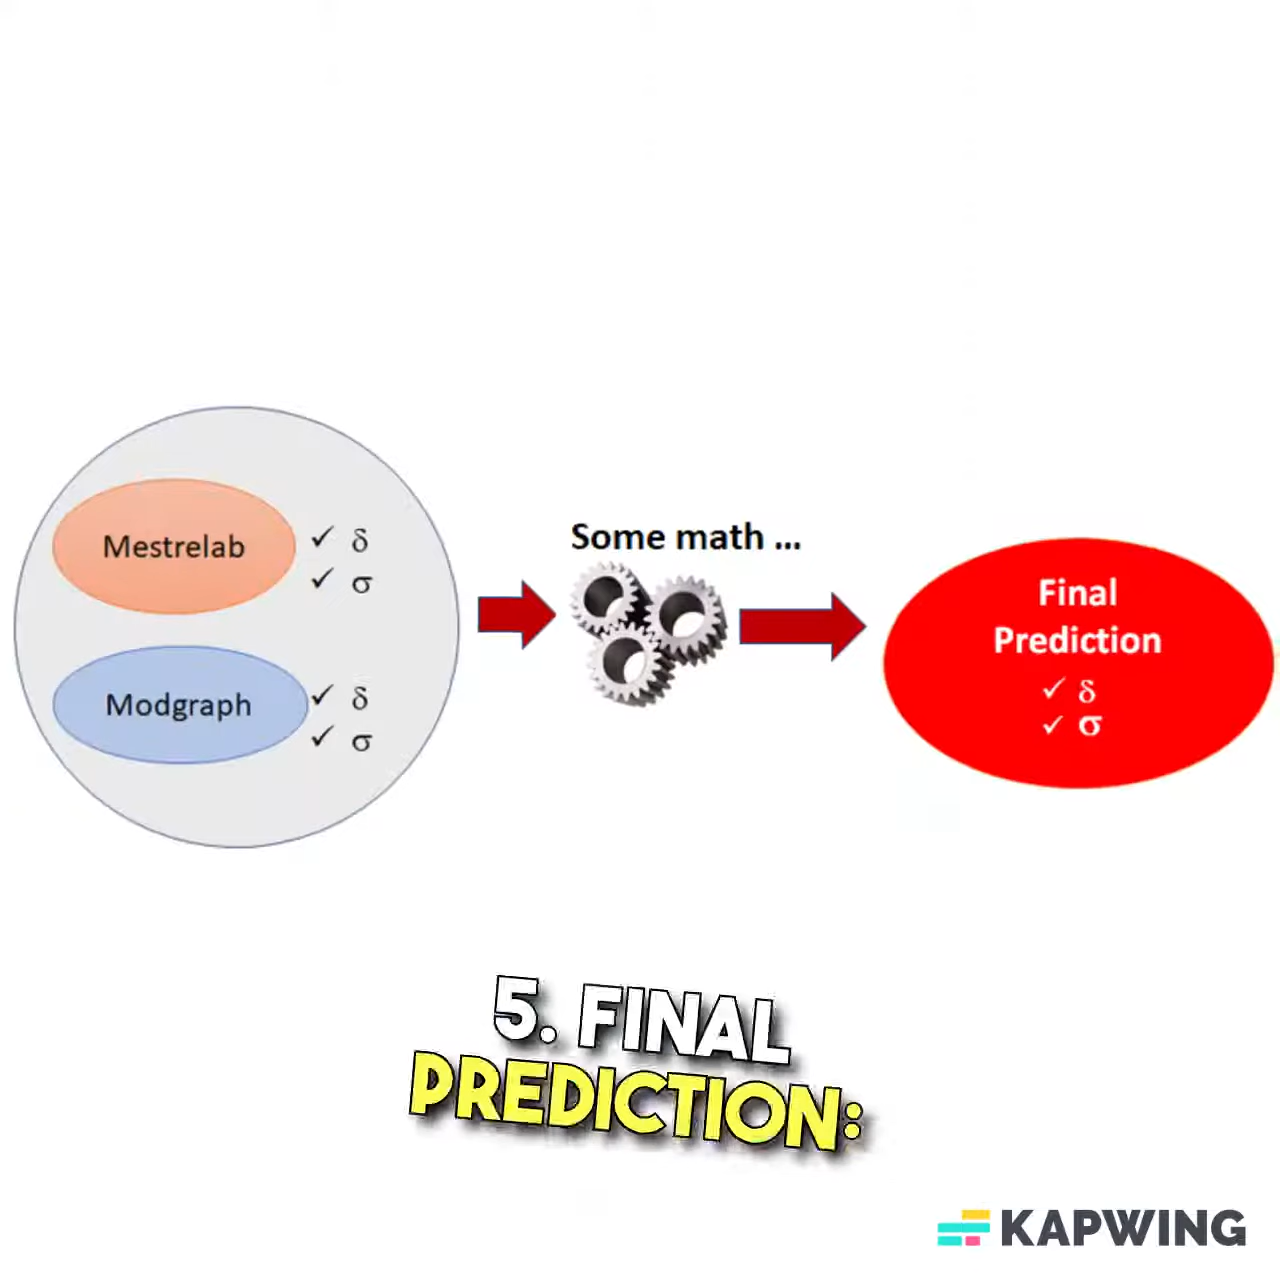 Mestrelab
✓ δ
✓ σ
Modgraph
✓ δ
✓ σ
Some math ...
Final
Prediction
✓ δ
✓ σ
5. FINAL
PREDICTION:
KAPWING